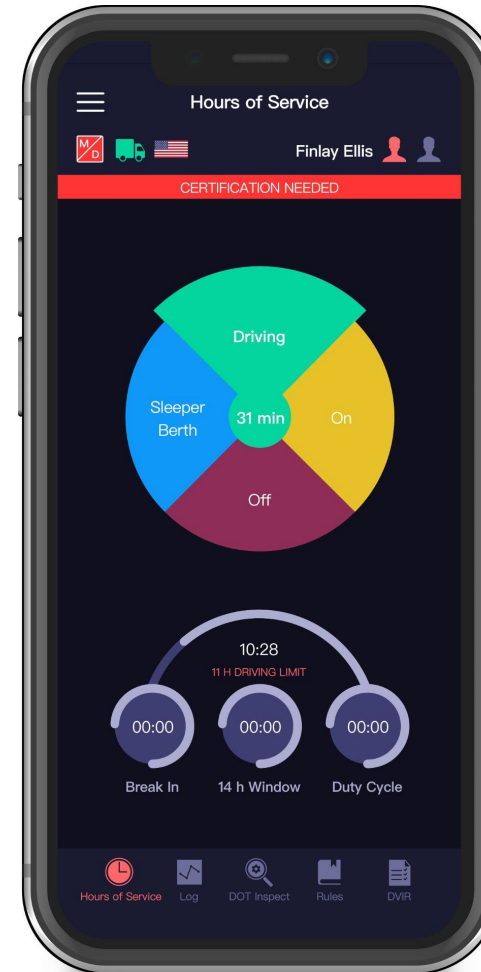 Hours of Service
M/D
Finlay Ellis
CERTIFICATION NEEDED
Driving
Sleeper
Berth
31 min
On
Off
10:28
11 H DRIVING LIMIT
00:00
00:00
00:00
Break In
14 h Window
Duty Cycle
Hours of Service
Log
DOT Inspect
Rules
DVIR